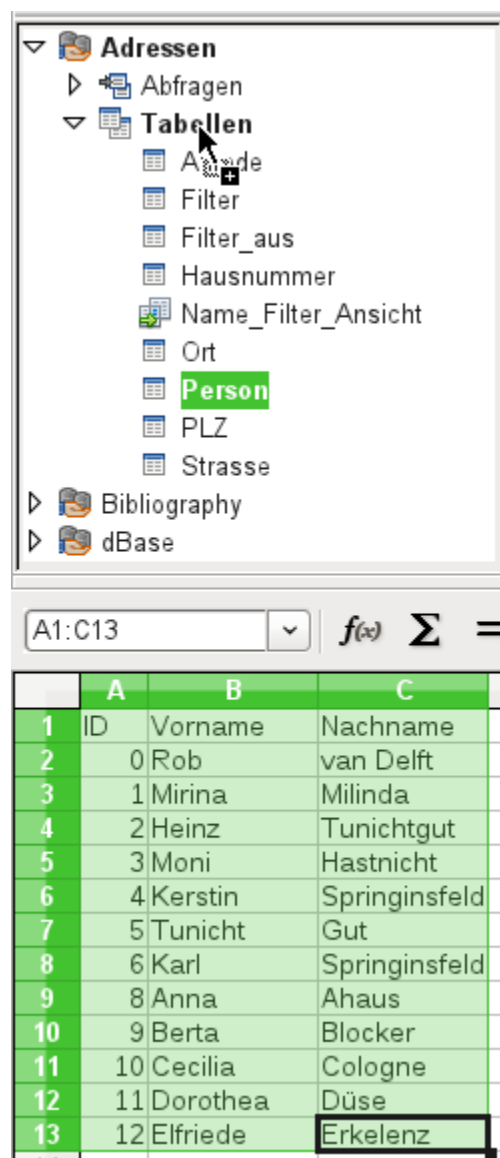 Adressen
Abfragen
Tabellen
Filter
Filter_aus
Hausnummer
Name_Filter_Ansicht
Ort
Person
PLZ
Strasse
Bibliography
dBase
A1:C13 f(x) Σ =
A B C
1 ID Vorname Nachname
2 0 Rob van Delft
3 1 Mirina Milinda
4 2 Heinz Tunichtgut
5 3 Moni Hastnicht
6 4 Kerstin Springinsfeld
7 5 Tunicht Gut
8 6 Karl Springinsfeld
9 8 Anna Ahaus
10 9 Berta Blocker
11 10 Cecilia Cologne
12 11 Dorothea Düse
13 12 Elfriede Erkelenz